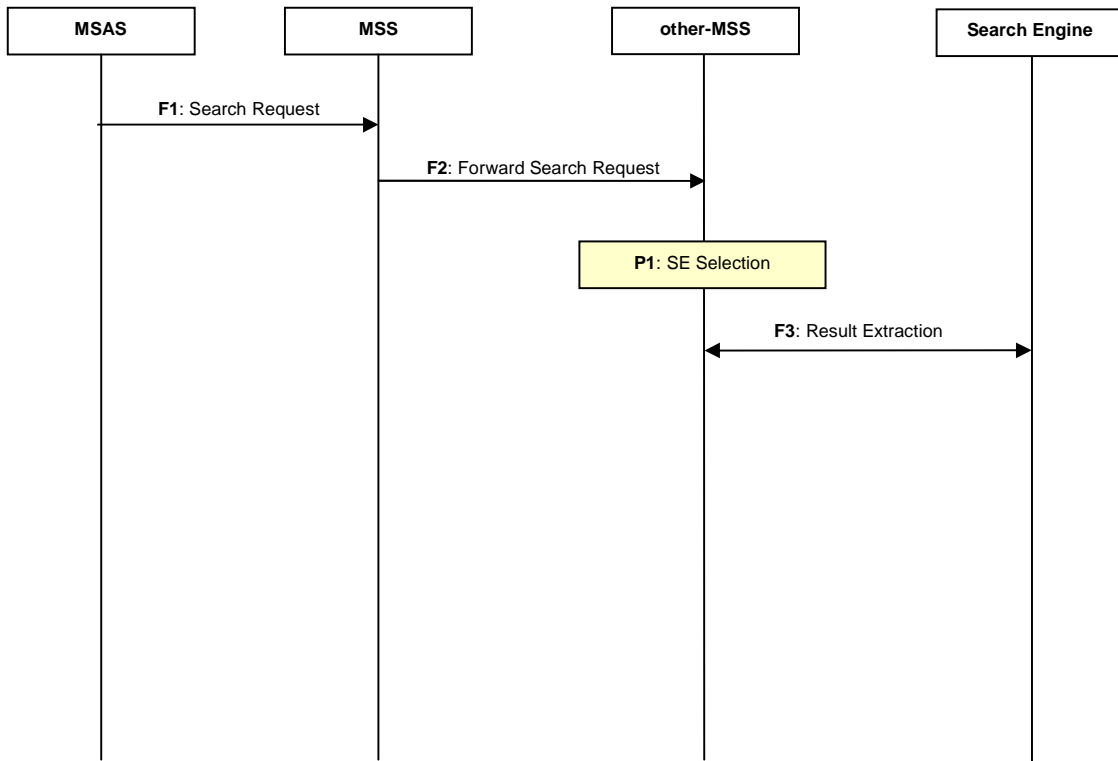 MSAS
MSS
other-MSS
Search Engine
F1: Search Request
F2: Forward Search Request
P1: SE Selection
F3: Result Extraction